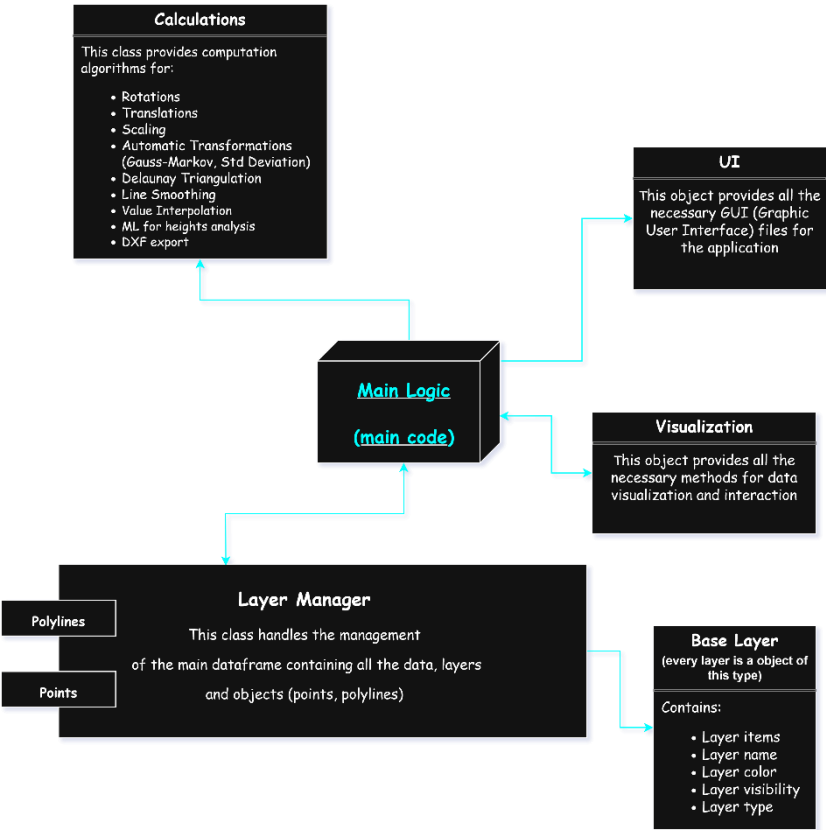 Calculations
This class provides computation
algorithms for:
• Rotations
• Translations
• Scaling
• Automatic Transformations
(Gauss-Markov, Std Deviation)
• Delaunay Triangulation
• Line Smoothing
• Value Interpolation
• ML for heights analysis
• DXF export
UI
This object provides all the
necessary GUI (Graphic
User Interface) files for
the application
Main Logic
(main code)
Visualization
This object provides all the
necessary methods for data
visualization and interaction
Layer Manager
This class handles the management
of the main dataframe containing all the data, layers
and objects (points, polylines)
Polylines
Points
Base Layer
(every layer is a object of
this type)
Contains:
• Layer items
• Layer name
• Layer color
• Layer visibility
• Layer type